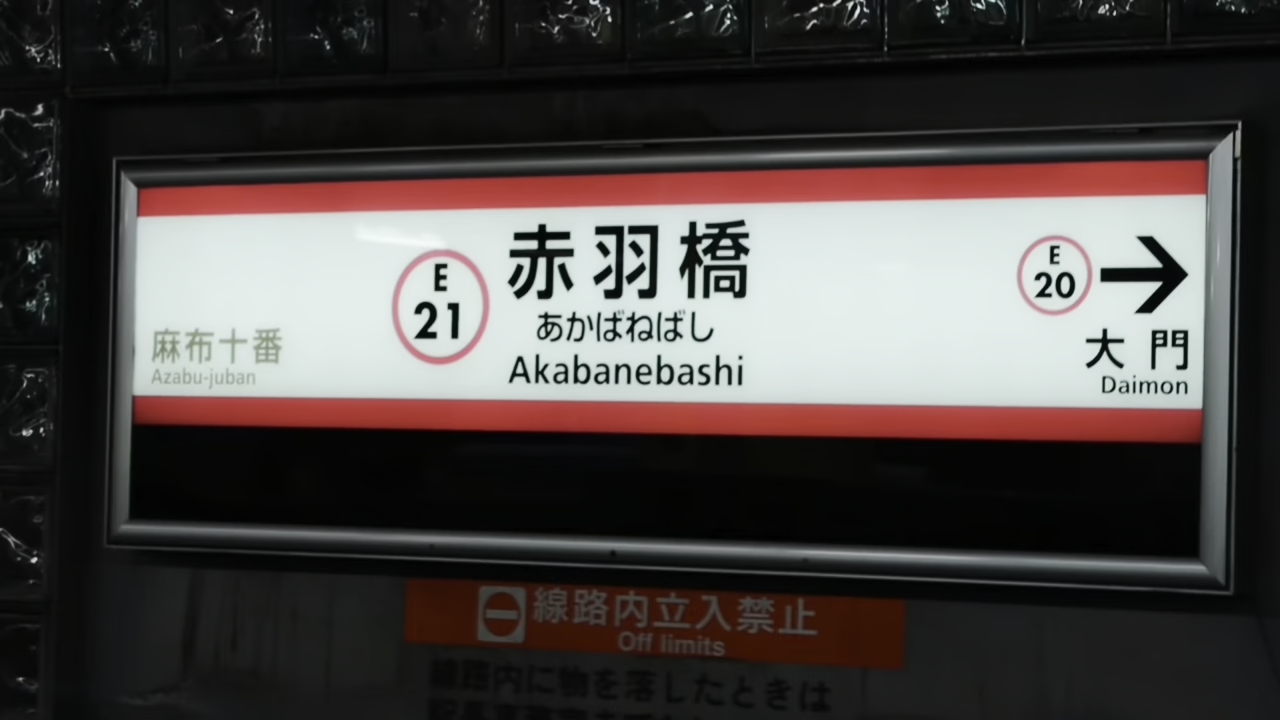 麻布十番
Azabu-juban
E
21
赤羽橋
あかばねばし
Akabanebashi
E
20
大門
Daimon
線路内立入禁止
Off limits
線路内に物を落したときは